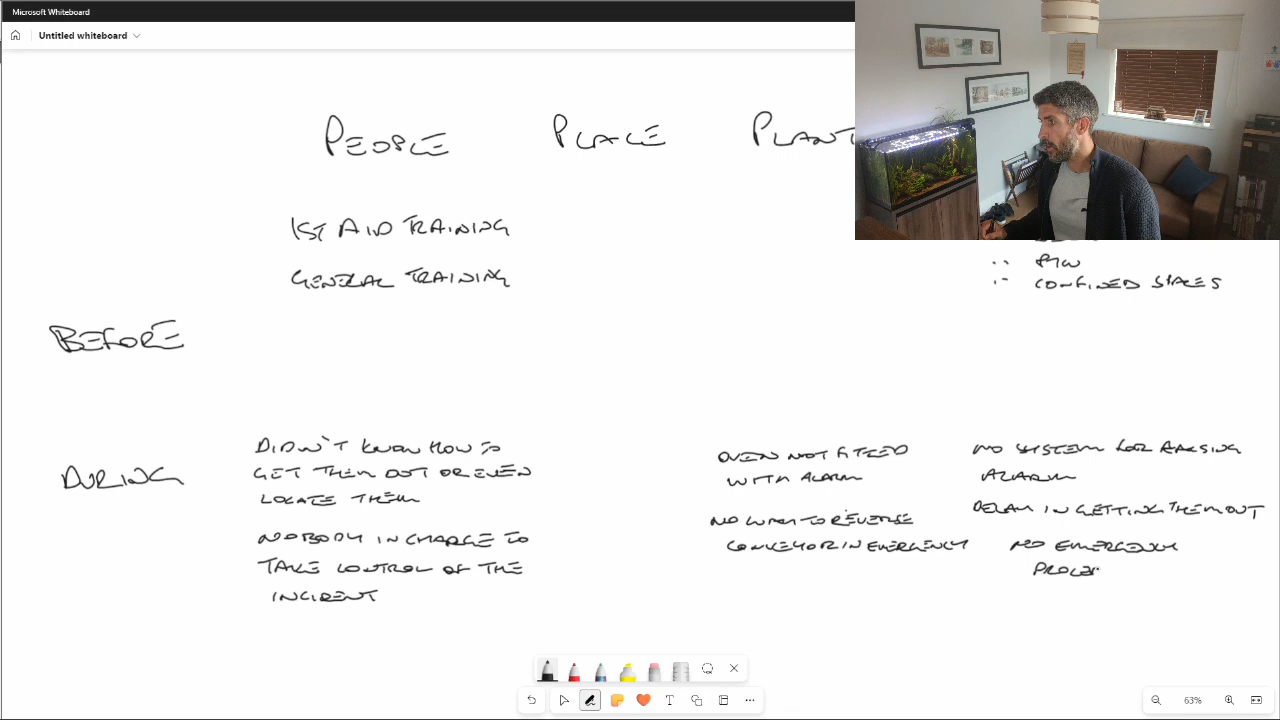 Microsoft Whiteboard
Untitled whiteboard
PEOPLE
PLACE
PLANT
1ST AID TRAINING
GENERAL TRAINING
PTW
CONFINED SPACES
BEFORE
DURING
DIDN'T KNOW HOW TO
GET THEM OUT OR EVEN
LOCATE THEM
NOBODY IN CHARGE TO
TAKE CONTROL OF THE
INCIDENT
OVEN NOT FITTED
WITH ALARM
NO WAY TO REVERSE
CONVEYOR IN EMERGENCY
NO SYSTEM FOR RAISING
ALARM
DELAY IN GETTING THEM OUT
NO EMERGENCY
PROCE
63%